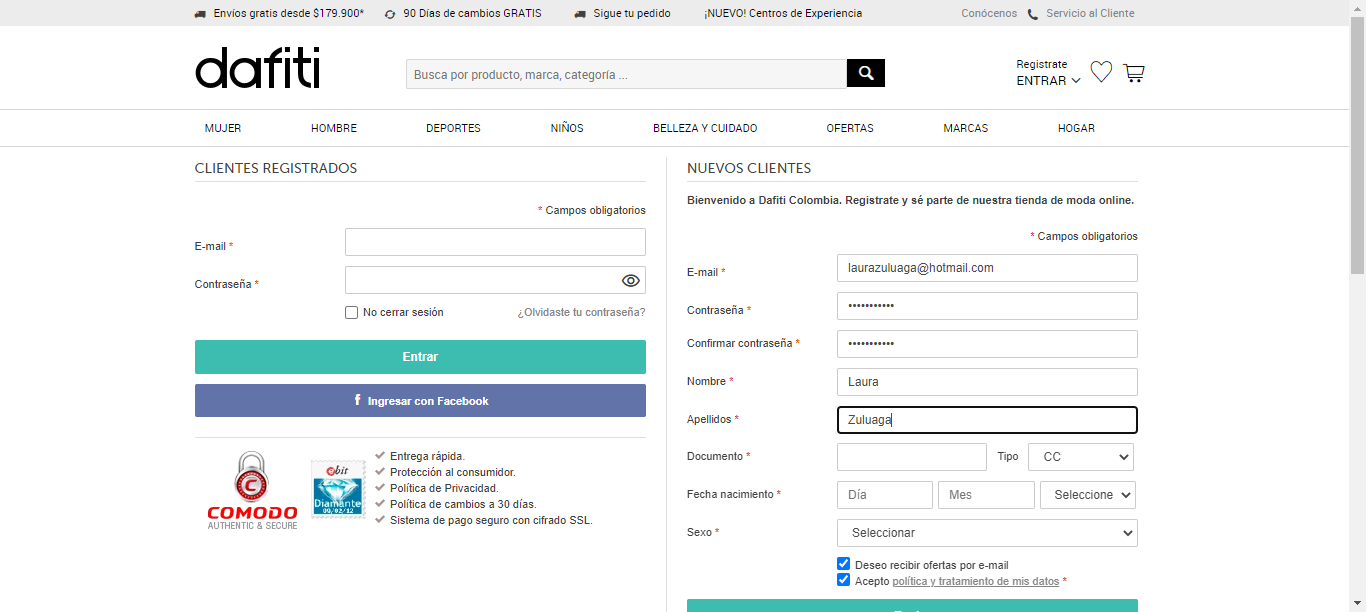 Envíos gratis desde $179.900* 90 Días de cambios GRATIS Sigue tu pedido ¡NUEVO! Centros de Experiencia Conócenos Servicio al Cliente
dafiti
Busca por producto, marca, categoría ...
Registrate
ENTRAR
MUJER HOMBRE DEPORTES NIÑOS BELLEZA Y CUIDADO OFERTAS MARCAS HOGAR
CLIENTES REGISTRADOS
* Campos obligatorios
E-mail *
Contraseña *
No cerrar sesión ¿Olvidaste tu contraseña?
Entrar
f Ingresar con Facebook
COMODO
AUTHENTIC & SECURE
ebit
Diamante
09/02/12
Entrega rápida.
Protección al consumidor.
Política de Privacidad.
Política de cambios a 30 días.
Sistema de pago seguro con cifrado SSL.
NUEVOS CLIENTES
Bienvenido a Dafiti Colombia. Registrate y sé parte de nuestra tienda de moda online.
* Campos obligatorios
E-mail * laurazuluaga@hotmail.com
Contraseña * •••••••••••
Confirmar contraseña * •••••••••••
Nombre * Laura
Apellidos * Zuluaga
Documento * Tipo CC
Fecha nacimiento * Día Mes Seleccione
Sexo * Seleccionar
Deseo recibir ofertas por e-mail
Acepto política y tratamiento de mis datos *